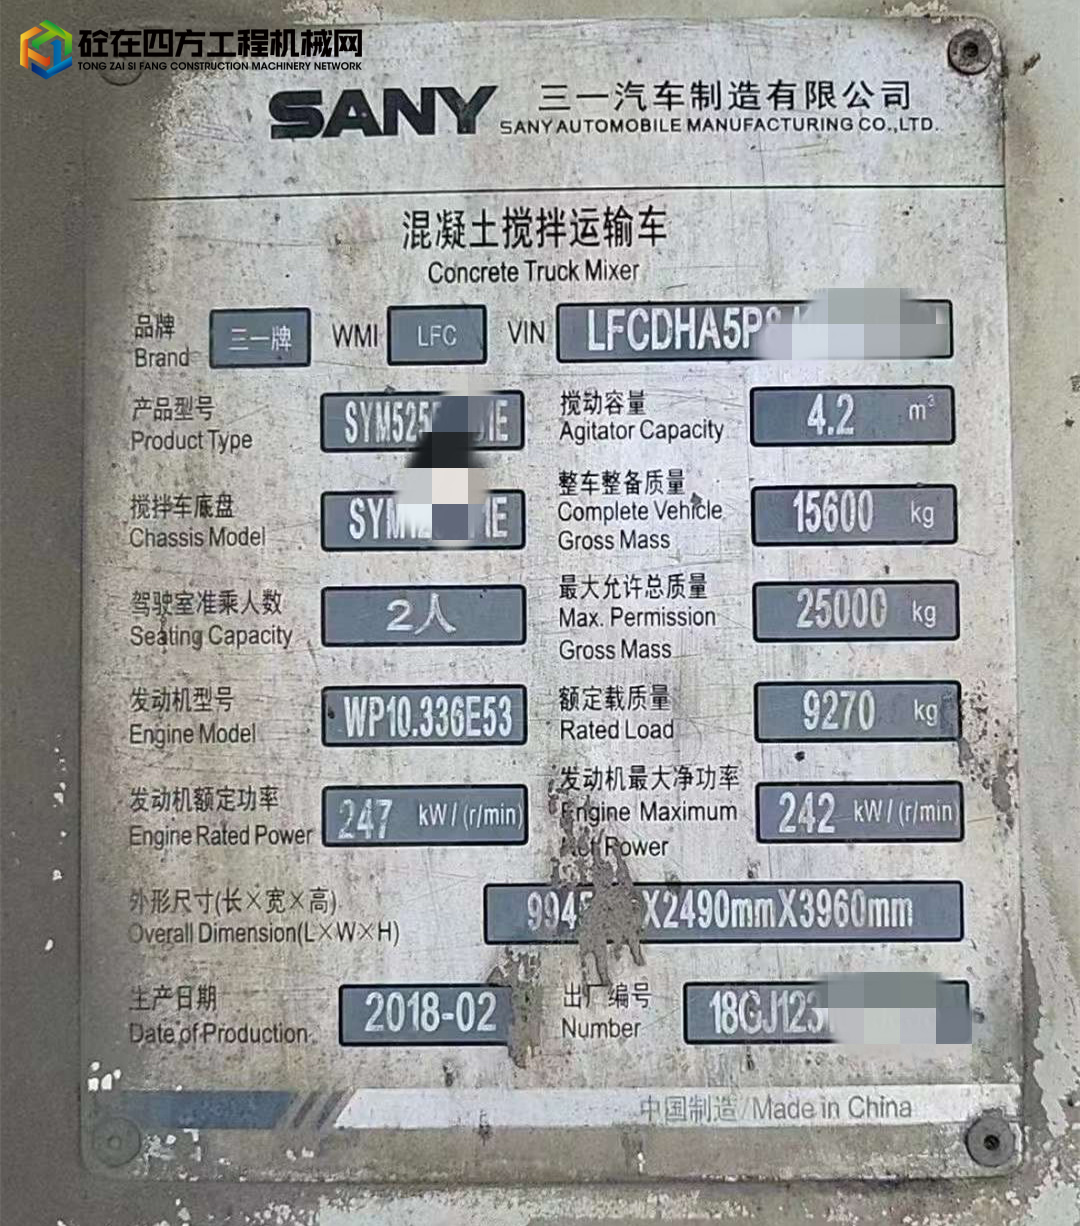 砼在四方工程机械网
TONG ZAI SI FANG CONSTRUCTION MACHINERY NETWORK
SANY 三一汽车制造有限公司
SANY AUTOMOBILE MANUFACTURING CO.,LTD.
混凝土搅拌运输车
Concrete Truck Mixer
品牌
Brand
三一牌
WMI
LFC
VIN
LFCDHA5P
产品型号
Product Type
SYM525
搅动容量
Agitator Capacity
4.2 m³
搅拌车底盘
Chassis Model
SYM
整车整备质量
Complete Vehicle
Gross Mass
15600 kg
驾驶室准乘人数
Seating Capacity
2人
最大允许总质量
Max. Permission
Gross Mass
25000 kg
发动机型号
Engine Model
WP10.336E53
额定载质量
Rated Load
9270 kg
发动机额定功率
Engine Rated Power
247 kW/(r/min)
发动机最大净功率
Engine Maximum
Net Power
242 kW/(r/min)
外形尺寸(长×宽×高)
Overall Dimension(L×W×H)
9945 X2490mmX3960mm
生产日期
Date of Production
2018-02
出厂编号
Number
18GJ123
中国制造/Made in China